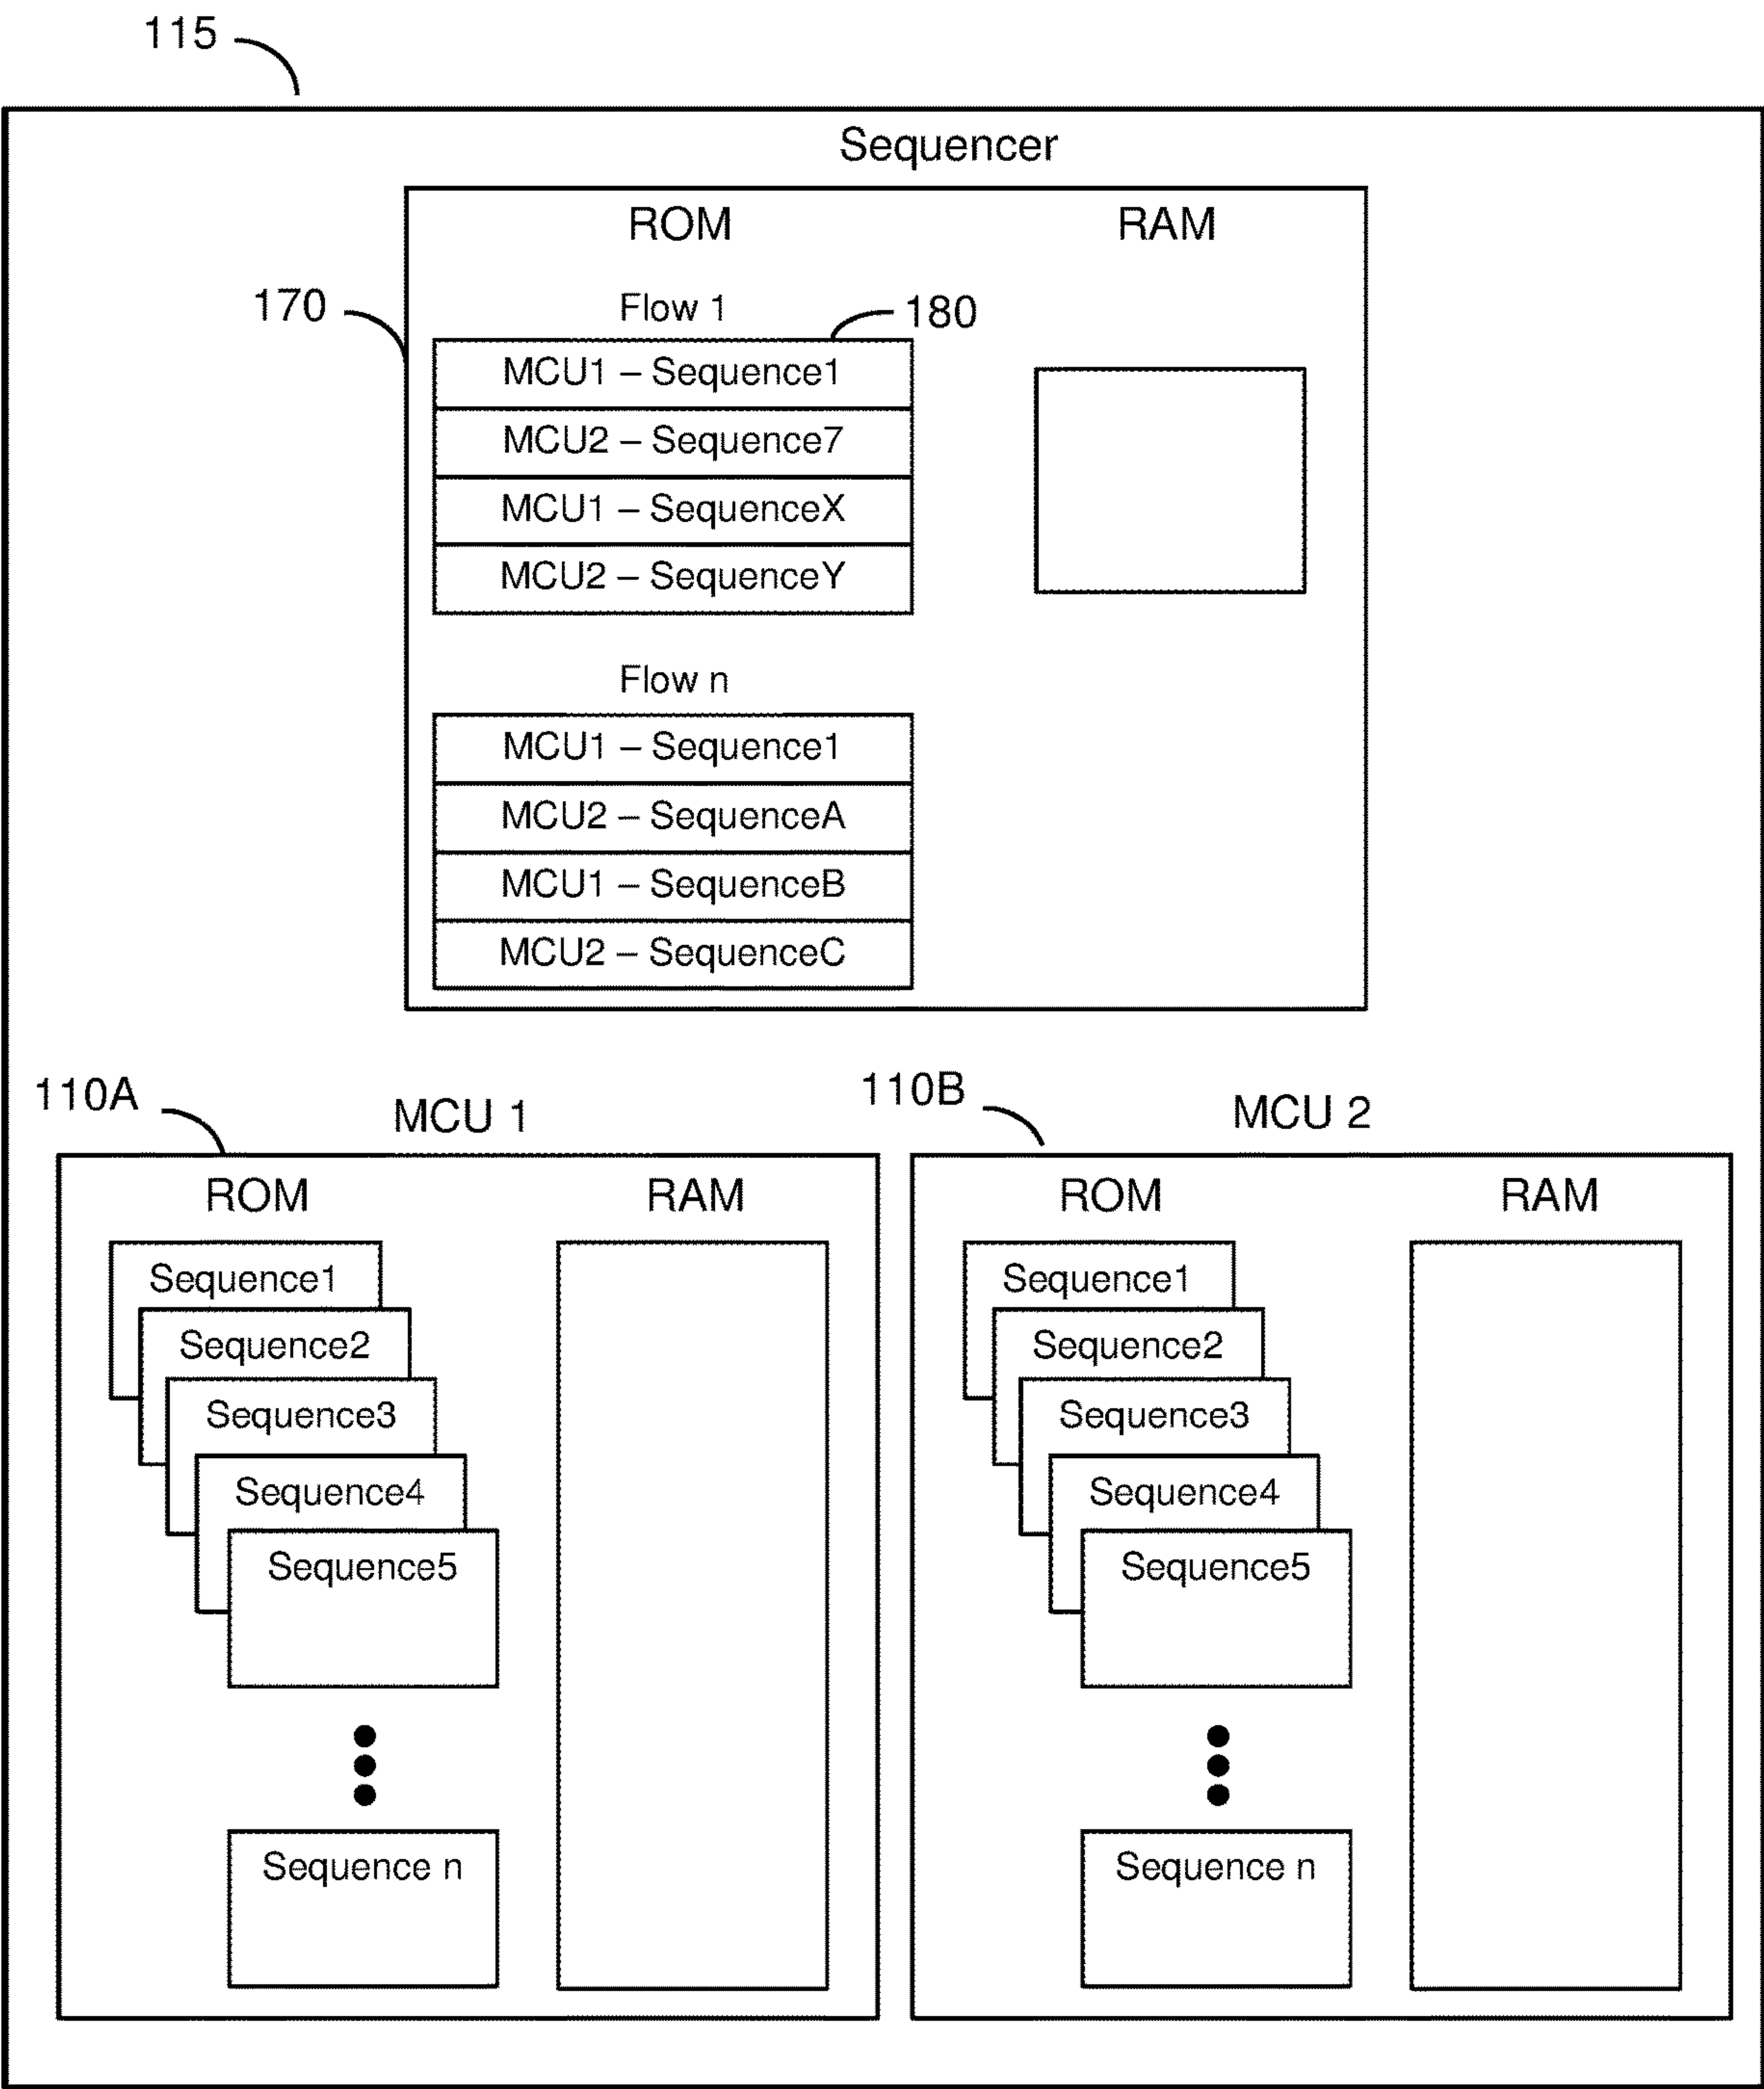 115
Sequencer
ROM RAM
170
Flow 1
180
MCU1 – Sequence1
MCU2 – Sequence7
MCU1 – SequenceX
MCU2 – SequenceY
Flow n
MCU1 – Sequence1
MCU2 – SequenceA
MCU1 – SequenceB
MCU2 – SequenceC
110A
MCU 1
ROM RAM
Sequence1
Sequence2
Sequence3
Sequence4
Sequence5
Sequence n
110B
MCU 2
ROM RAM
Sequence1
Sequence2
Sequence3
Sequence4
Sequence5
Sequence n